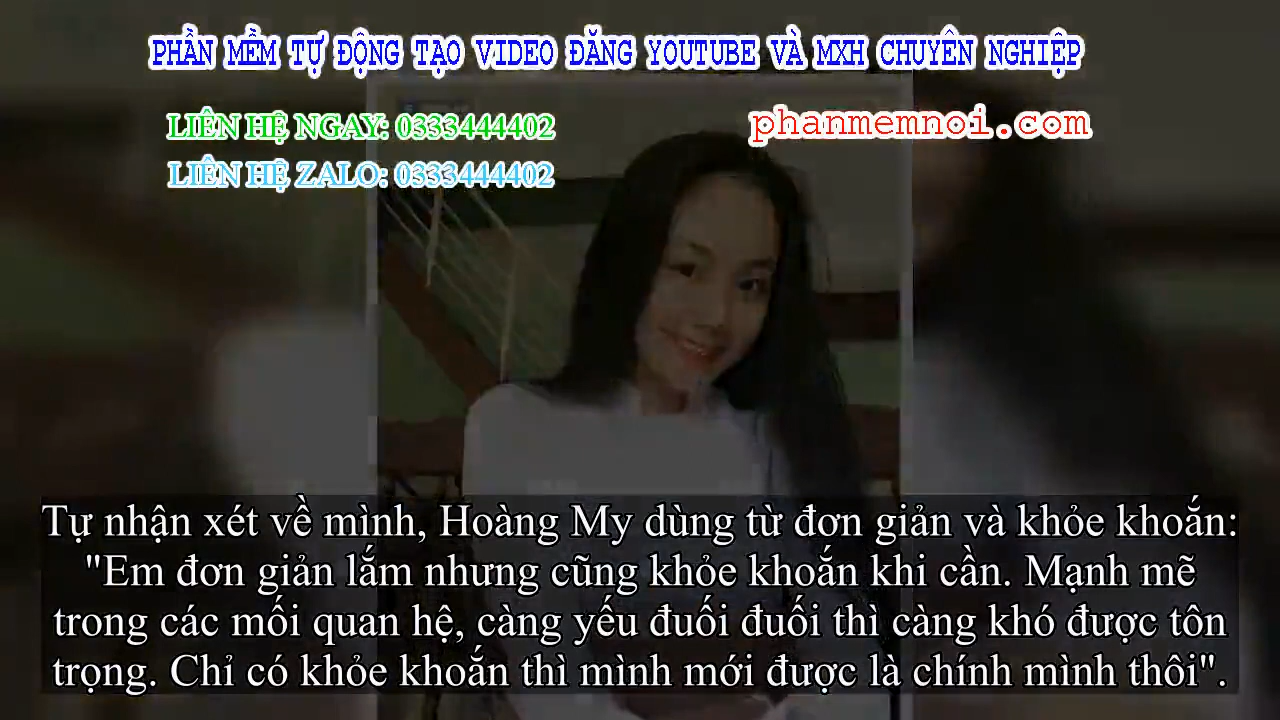 PHẦN MỀM TỰ ĐỘNG TẠO VIDEO ĐĂNG YOUTUBE VÀ MXH CHUYÊN NGHIỆP
LIÊN HỆ NGAY: 0333444402
phanmemnoi.com
LIÊN HỆ ZALO: 0333444402
Tự nhận xét về mình, Hoàng My dùng từ đơn giản và khỏe khoắn:
"Em đơn giản lắm nhưng cũng khỏe khoắn khi cần. Mạnh mẽ
trong các mối quan hệ, càng yếu đuối đuối thì càng khó được tôn
trọng. Chỉ có khỏe khoắn thì mình mới được là chính mình thôi".